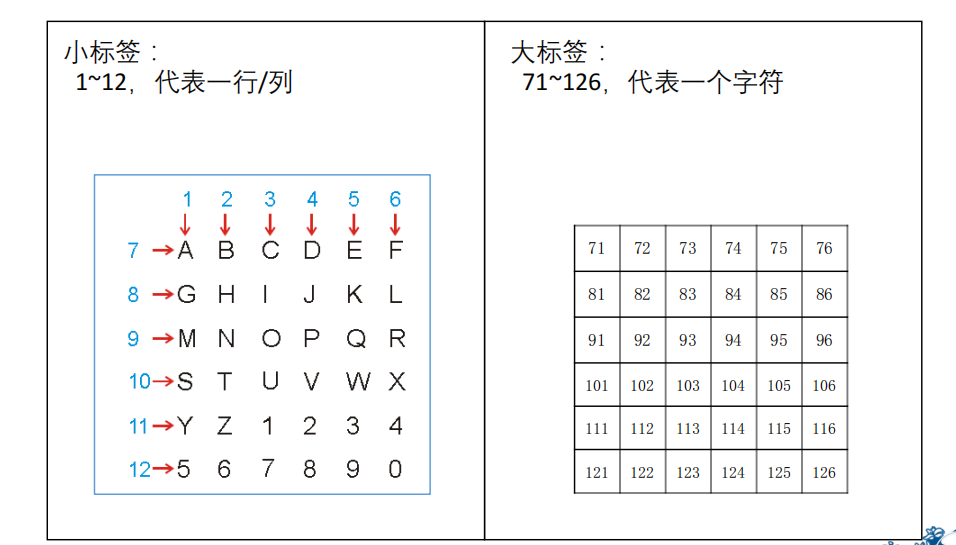 小标签：
1~12，代表一行/列
1 2 3 4 5 6
7 A B C D E F
8 G H I J K L
9 M N O P Q R
10 S T U V W X
11 Y Z 1 2 3 4
12 5 6 7 8 9 0
大标签：
71~126，代表一个字符
71 72 73 74 75 76
81 82 83 84 85 86
91 92 93 94 95 96
101 102 103 104 105 106
111 112 113 114 115 116
121 122 123 124 125 126